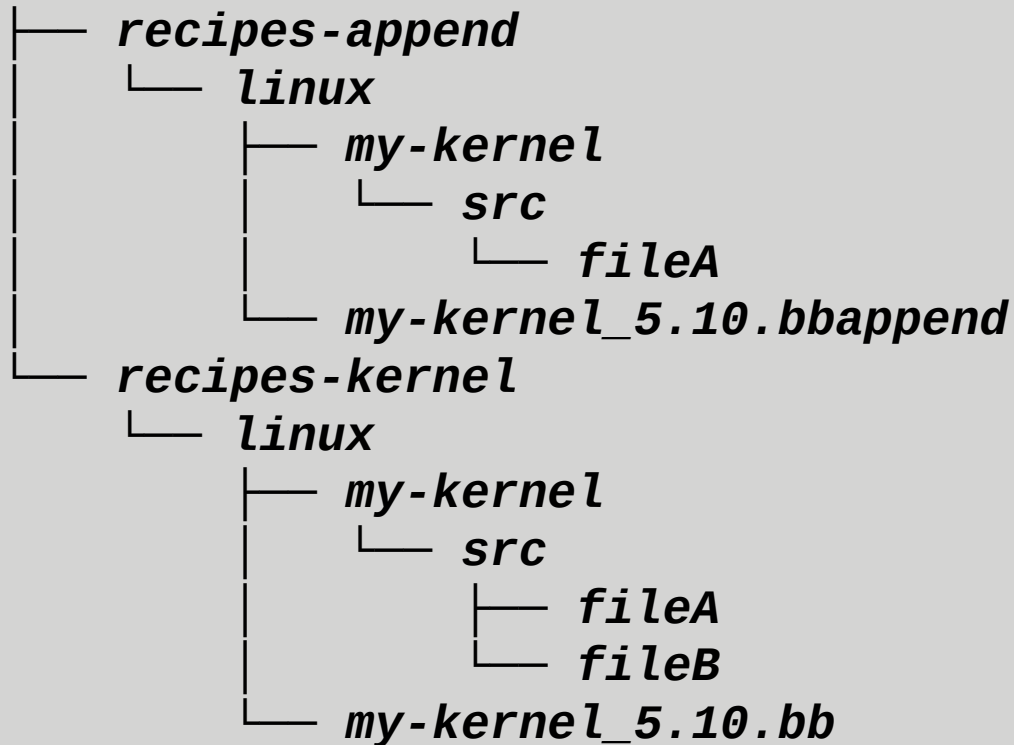 ├── recipes-append
│   └── linux
│       ├── my-kernel
│       │   └── src
│       │       └── fileA
│       └── my-kernel_5.10.bbappend
└── recipes-kernel
    └── linux
        ├── my-kernel
        │   └── src
        │       ├── fileA
        │       └── fileB
        └── my-kernel_5.10.bb